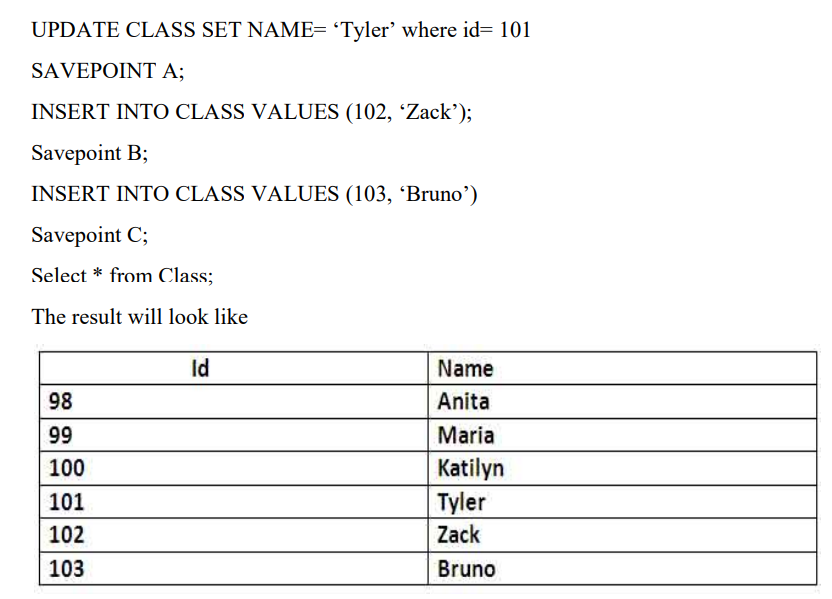 UPDATE CLASS SET NAME= ‘Tyler’ where id= 101
SAVEPOINT A;
INSERT INTO CLASS VALUES (102, ‘Zack’);
Savepoint B;
INSERT INTO CLASS VALUES (103, ‘Bruno’)
Savepoint C;
Select * from Class;
The result will look like
Id Name
98 Anita
99 Maria
100 Katilyn
101 Tyler
102 Zack
103 Bruno